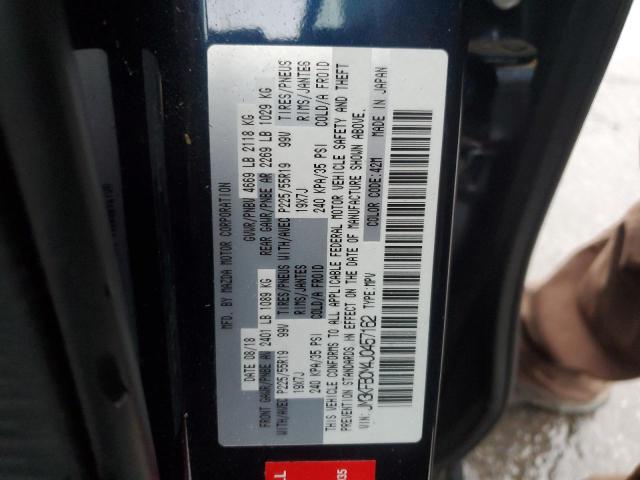 MFD. BY MAZDA MOTOR CORPORATION
DATE 08/18 GVWR/PNBV 4669 LB 2118 KG
FRONT GAWR/PNBE AV 2401 LB 1089 KG REAR GAWR/PNBE AR 2269 LB 1029 KG
WITH/AVEC P225/55R19 99V TIRES/PNEUS WITH/AVEC P225/55R19 99V TIRES/PNEUS
19X7J RIMS/JANTES 19X7J RIMS/JANTES
240 KPA/35 PSI COLD/A FROID 240 KPA/35 PSI COLD/A FROID
THIS VEHICLE CONFORMS TO ALL APPLICABLE FEDERAL MOTOR VEHICLE SAFETY AND THEFT
PREVENTION STANDARDS IN EFFECT ON THE DATE OF MANUFACTURE SHOWN ABOVE.
VIN: JM3KFBCM4J0457162 TYPE: MPV COLOR CODE: 42M MADE IN JAPAN